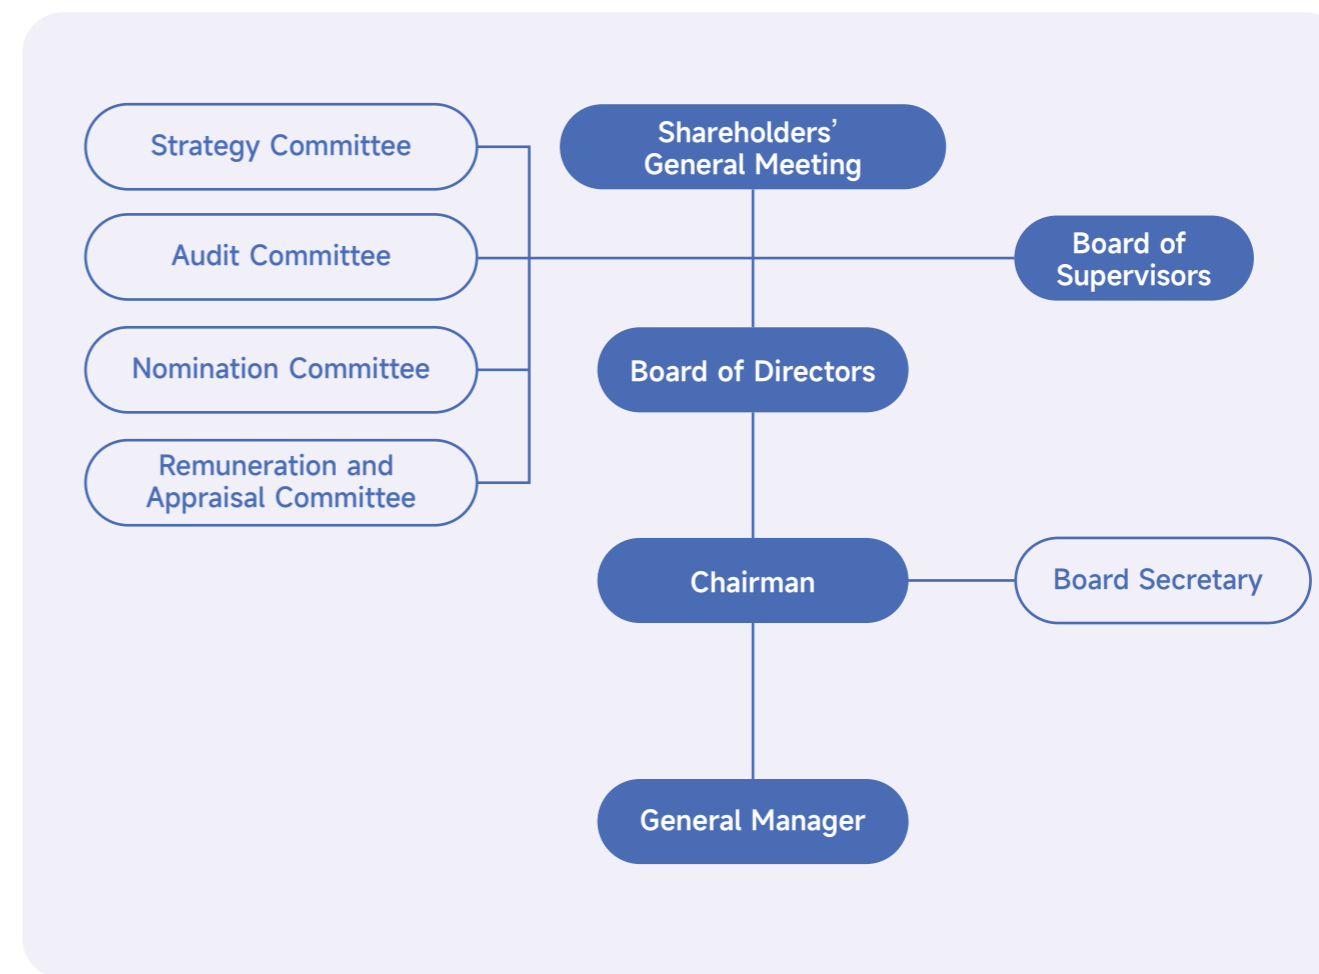 Strategy Committee
Shareholders’
General Meeting
Audit Committee
Board of
Supervisors
Nomination Committee
Board of Directors
Remuneration and
Appraisal Committee
Chairman
Board Secretary
General Manager